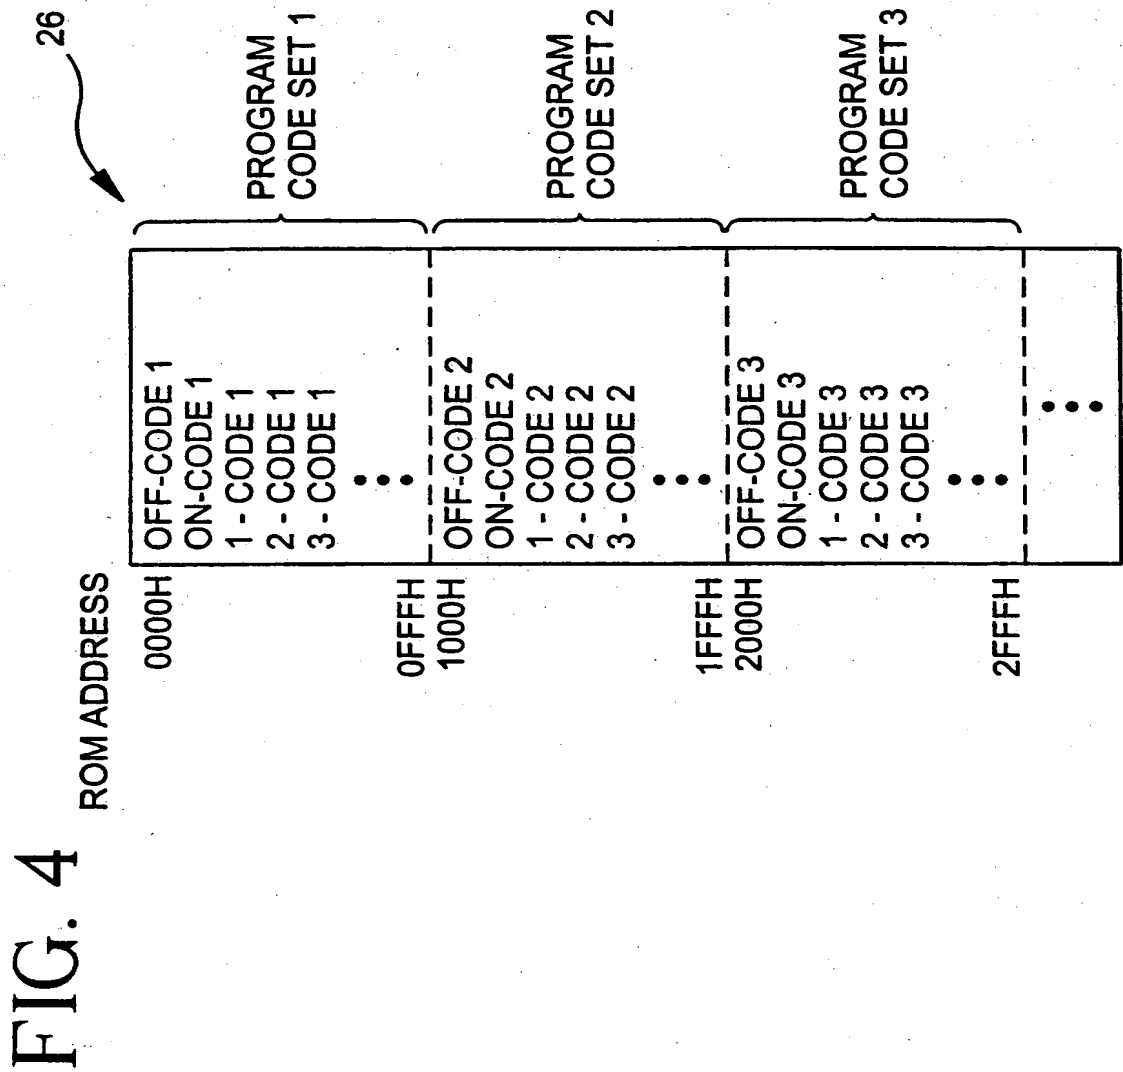 FIG. 4
26
ROM ADDRESS
0000H
OFF-CODE 1
ON-CODE 1
1 - CODE 1
2 - CODE 1
3 - CODE 1
0FFFH
PROGRAM
CODE SET 1
1000H
OFF-CODE 2
ON-CODE 2
1 - CODE 2
2 - CODE 2
3 - CODE 2
1FFFH
PROGRAM
CODE SET 2
2000H
OFF-CODE 3
ON-CODE 3
1 - CODE 3
2 - CODE 3
3 - CODE 3
2FFFH
PROGRAM
CODE SET 3